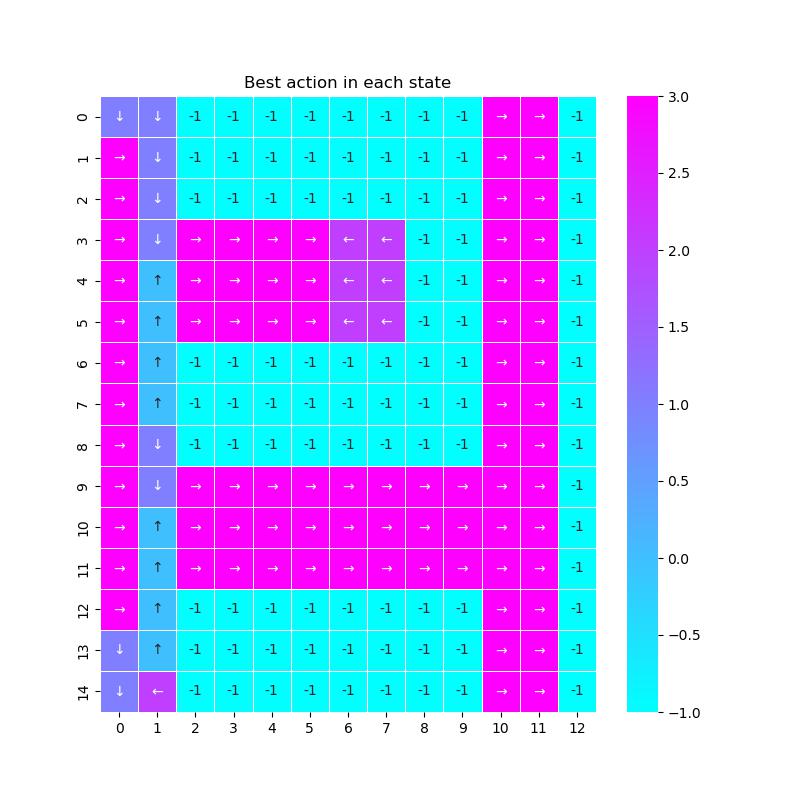 Best action in each state
0 ↓ ↓ -1 -1 -1 -1 -1 -1 -1 -1 → → -1
1 → ↓ -1 -1 -1 -1 -1 -1 -1 -1 → → -1
2 → ↓ -1 -1 -1 -1 -1 -1 -1 -1 → → -1
3 → ↓ → → → → ← ← -1 -1 → → -1
4 → ↑ → → → → ← ← -1 -1 → → -1
5 → ↑ → → → → ← ← -1 -1 → → -1
6 → ↑ -1 -1 -1 -1 -1 -1 -1 -1 → → -1
7 → ↑ -1 -1 -1 -1 -1 -1 -1 -1 → → -1
8 → ↓ -1 -1 -1 -1 -1 -1 -1 -1 → → -1
9 → ↓ → → → → → → → → → → -1
10 → ↑ → → → → → → → → → → -1
11 → ↑ → → → → → → → → → → -1
12 → ↑ -1 -1 -1 -1 -1 -1 -1 -1 → → -1
13 ↓ ↑ -1 -1 -1 -1 -1 -1 -1 -1 → → -1
14 ↓ ← -1 -1 -1 -1 -1 -1 -1 -1 → → -1
0 1 2 3 4 5 6 7 8 9 10 11 12
3.0
2.5
2.0
1.5
1.0
0.5
0.0
−0.5
−1.0